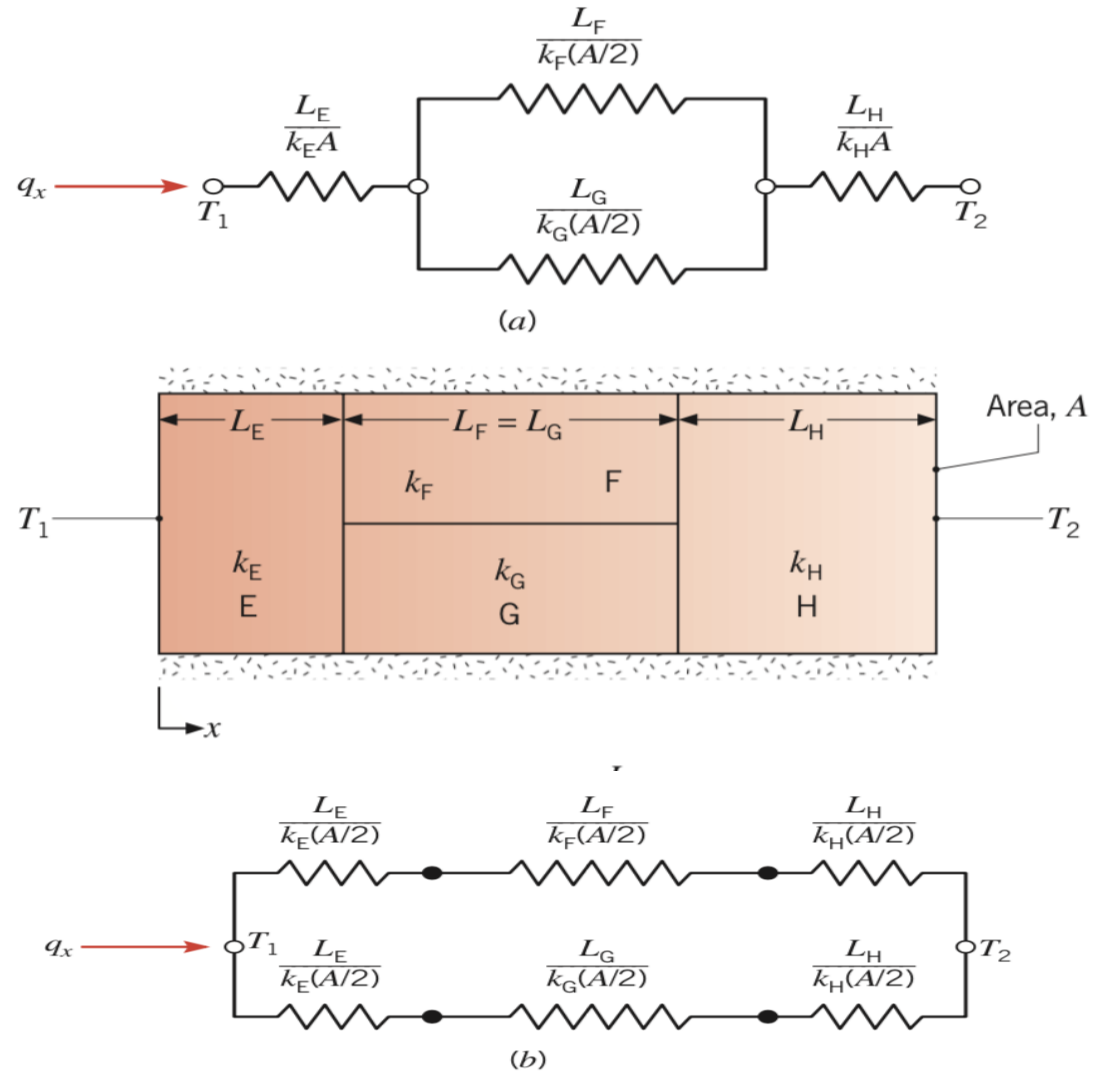 L_F
k_F(A/2)
L_E
k_EA
L_H
k_HA
q_x
T_1
T_2
L_G
k_G(A/2)
(a)
L_E
L_F = L_G
L_H
Area, A
k_F F
T_1
T_2
k_E
k_G
k_H
E
G
H
x
L_E
k_E(A/2)
L_F
k_F(A/2)
L_H
k_H(A/2)
q_x
T_1
L_E
k_E(A/2)
L_G
k_G(A/2)
L_H
k_H(A/2)
T_2
(b)